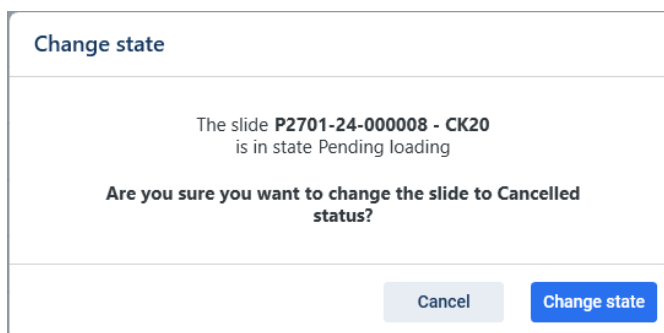 Change state
The slide P2701-24-000008 - CK20
is in state Pending loading
Are you sure you want to change the slide to Cancelled
status?
Cancel
Change state